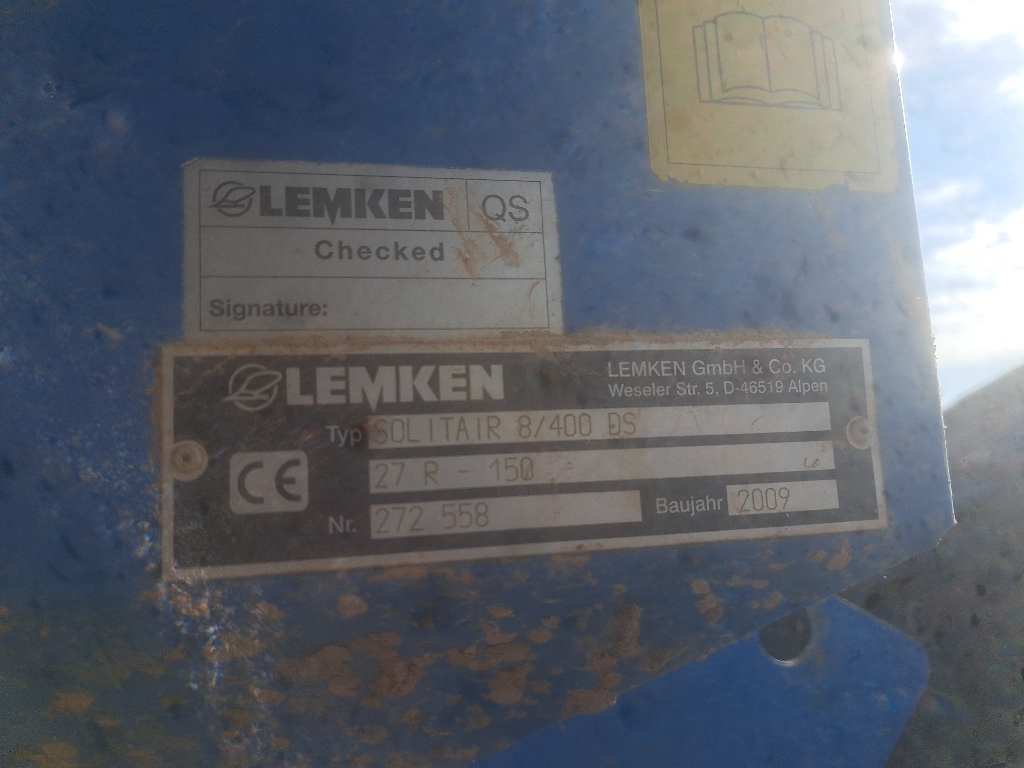 LEMKEN QS
Checked
Signature:
LEMKEN
LEMKEN GmbH & Co. KG
Weseler Str. 5, D-46519 Alpen
Typ SOLITAIR 8/400 DS
CE 27 R - 150
Nr. 272 558 Baujahr 2009